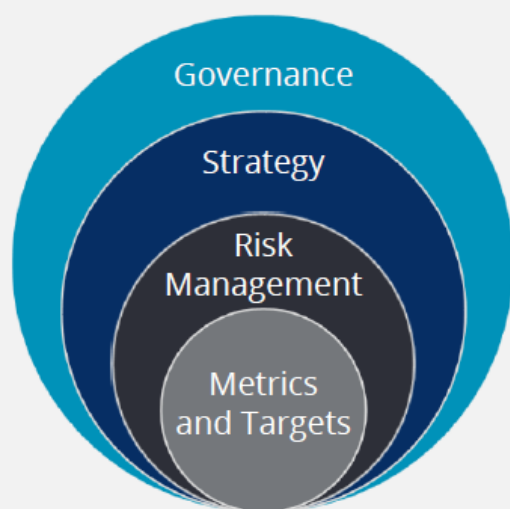 Governance
Strategy
Risk
Management
Metrics
and Targets